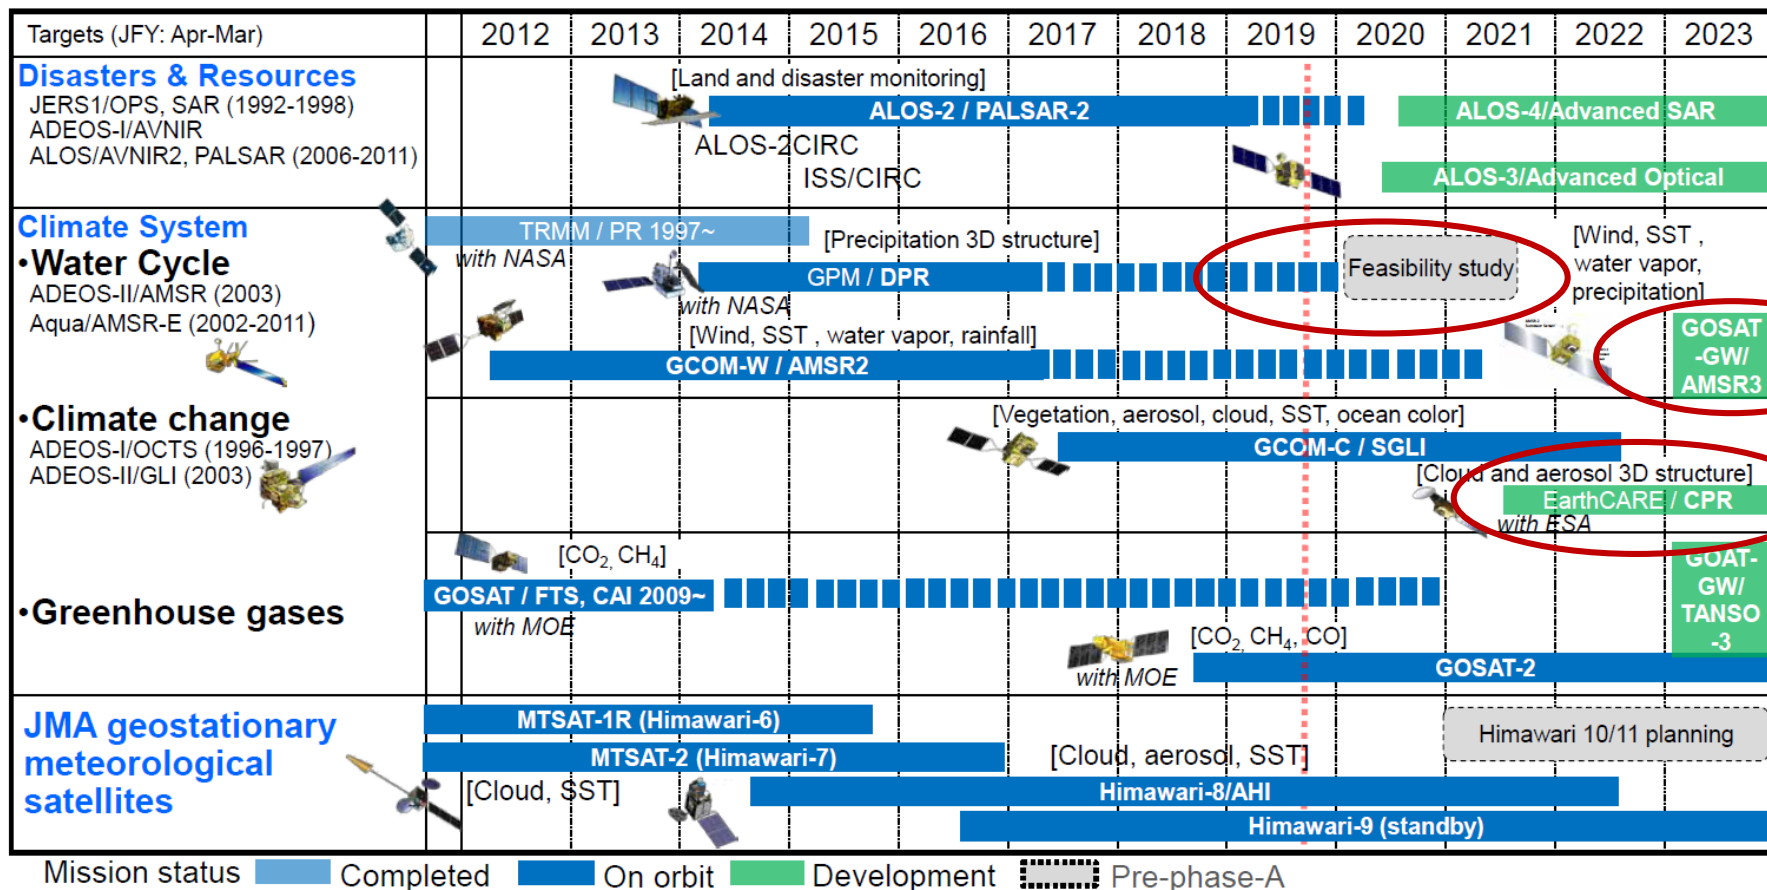 Targets (JFY: Apr-Mar)
2012 2013 2014 2015 2016 2017 2018 2019 2020 2021 2022 2023
Disasters & Resources
JERS1/OPS, SAR (1992-1998)
ADEOS-I/AVNIR
ALOS/AVNIR2, PALSAR (2006-2011)
[Land and disaster monitoring]
ALOS-2 / PALSAR-2
ALOS-4/Advanced SAR
ALOS-2CIRC
ISS/CIRC
ALOS-3/Advanced Optical
Climate System
•Water Cycle
ADEOS-II/AMSR (2003)
Aqua/AMSR-E (2002-2011)
TRMM / PR 1997~
with NASA
[Precipitation 3D structure]
GPM / DPR
with NASA
Feasibility study
[Wind, SST ,
water vapor,
precipitation]
[Wind, SST , water vapor, rainfall]
GCOM-W / AMSR2
GOSAT
-GW/
AMSR3
•Climate change
ADEOS-I/OCTS (1996-1997)
ADEOS-II/GLI (2003)
[Vegetation, aerosol, cloud, SST, ocean color]
GCOM-C / SGLI
[Cloud and aerosol 3D structure]
EarthCARE / CPR
with ESA
•Greenhouse gases
[CO2, CH4]
GOSAT / FTS, CAI 2009~
with MOE
[CO2, CH4, CO]
with MOE
GOSAT-2
GOAT-
GW/
TANSO
-3
JMA geostationary
meteorological
satellites
MTSAT-1R (Himawari-6)
MTSAT-2 (Himawari-7)
[Cloud, SST]
[Cloud, aerosol, SST]
Himawari 10/11 planning
Himawari-8/AHI
Himawari-9 (standby)
Mission status Completed On orbit Development Pre-phase-A